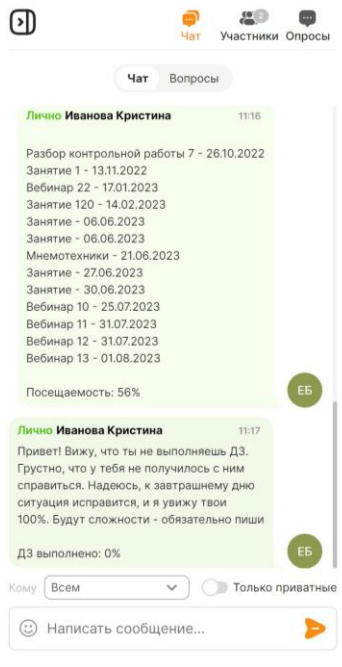 2
Чат Участники Опросы
Чат Вопросы
Лично Иванова Кристина 11:16
Разбор контрольной работы 7 - 26.10.2022
Занятие 1 - 13.11.2022
Вебинар 22 - 17.01.2023
Занятие 120 - 14.02.2023
Занятие - 06.06.2023
Занятие - 06.06.2023
Мнемотехники - 21.06.2023
Занятие - 27.06.2023
Занятие - 30.06.2023
Вебинар 10 - 25.07.2023
Вебинар 11 - 31.07.2023
Вебинар 12 - 31.07.2023
Вебинар 13 - 01.08.2023
Посещаемость: 56%
ЕБ
Лично Иванова Кристина 11:17
Привет! Вижу, что ты не выполняешь ДЗ.
Грустно, что у тебя не получилось с ним
справиться. Надеюсь, к завтрашнему дню
ситуация исправится, и я увижу твои
100%. Будут сложности - обязательно пиши
ДЗ выполнено: 0%
ЕБ
Кому Всем Только приватные
Написать сообщение...